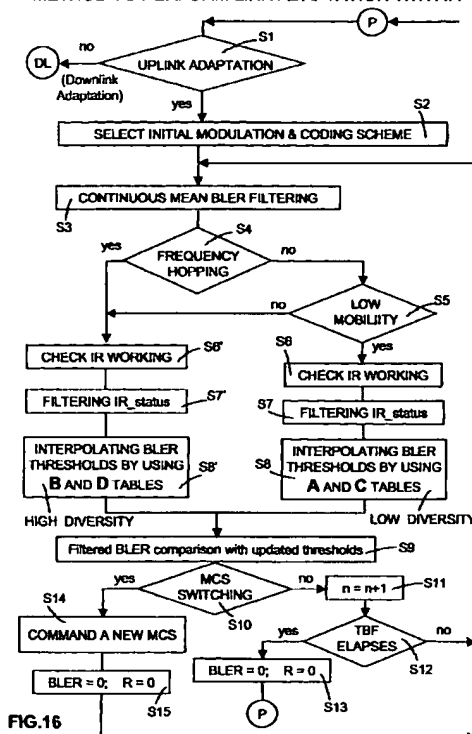 P
S1
no
UPLINK ADAPTATION
DL
(Downlink
Adaptation)
yes
S2
SELECT INITIAL MODULATION & CODING SCHEME
CONTINUOUS MEAN BLER FILTERING
S3
S4
yes
FREQUENCY
HOPPING
no
no
LOW
MOBILIITY
S5
S6'
CHECK IR WORKING
S6
yes
CHECK IR WORKING
FILTERING IR_status
S7'
S7
FILTERING IR_status
INTERPOLATING BLER
THRESHOLDS BY USING
B AND D TABLES
S8'
S8
INTERPOLATING BLER
THRESHOLDS BY USING
A AND C TABLES
HIGH DIVERSITY
LOW DIVERSITY
Filtered BLER comparison with updated thresholds
S9
yes
MCS
SWITCHING
no
S10
n = n+1
S11
S14
COMMAND A NEW MCS
yes
TBF
ELAPSES
no
S12
BLER = 0; R = 0
S15
BLER = 0; R = 0
S13
P
FIG.16